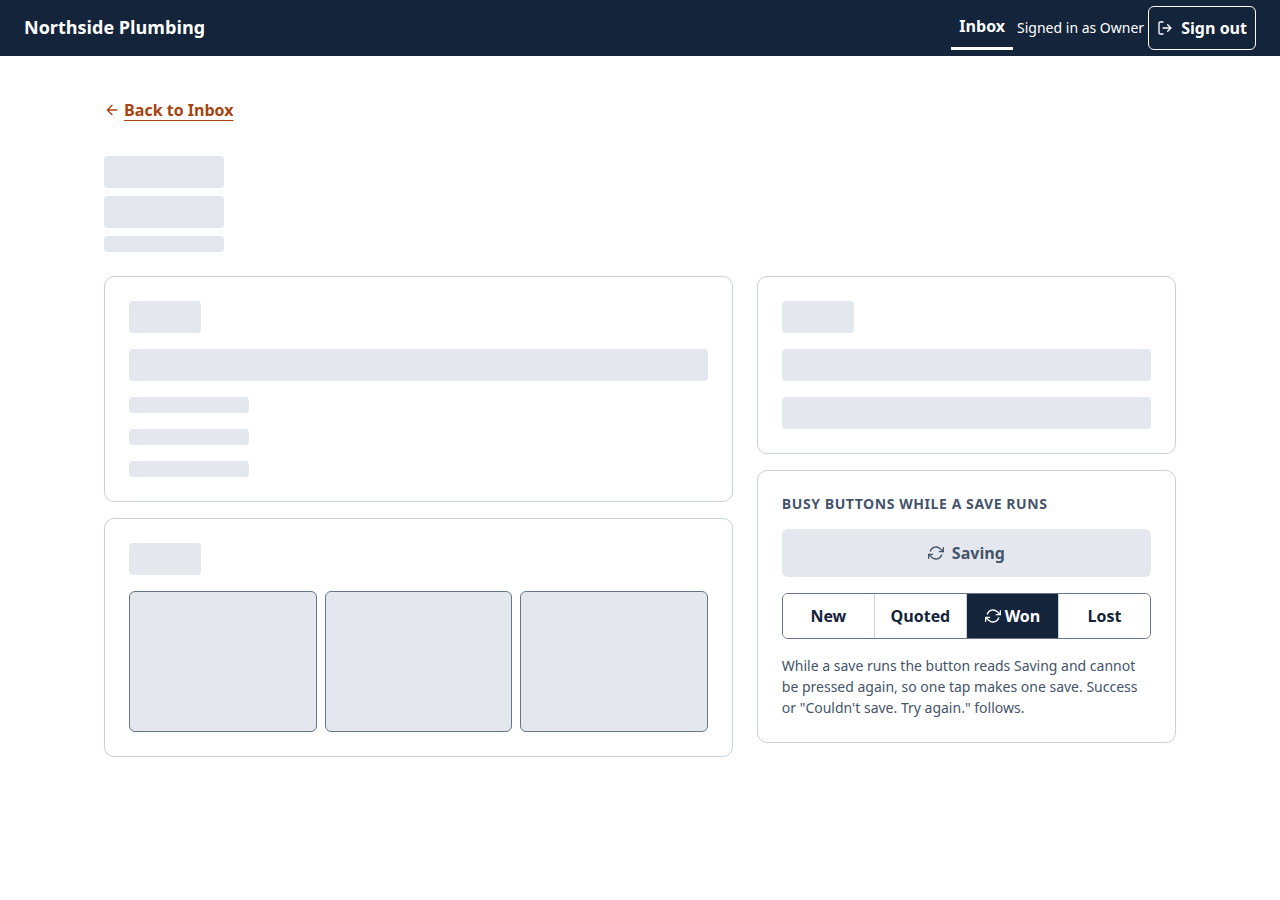 Northside Plumbing
Inbox
Signed in as Owner
Sign out
Back to Inbox
BUSY BUTTONS WHILE A SAVE RUNS
Saving
New
Quoted
Won
Lost
While a save runs the button reads Saving and cannot
be pressed again, so one tap makes one save. Success
or "Couldn't save. Try again." follows.